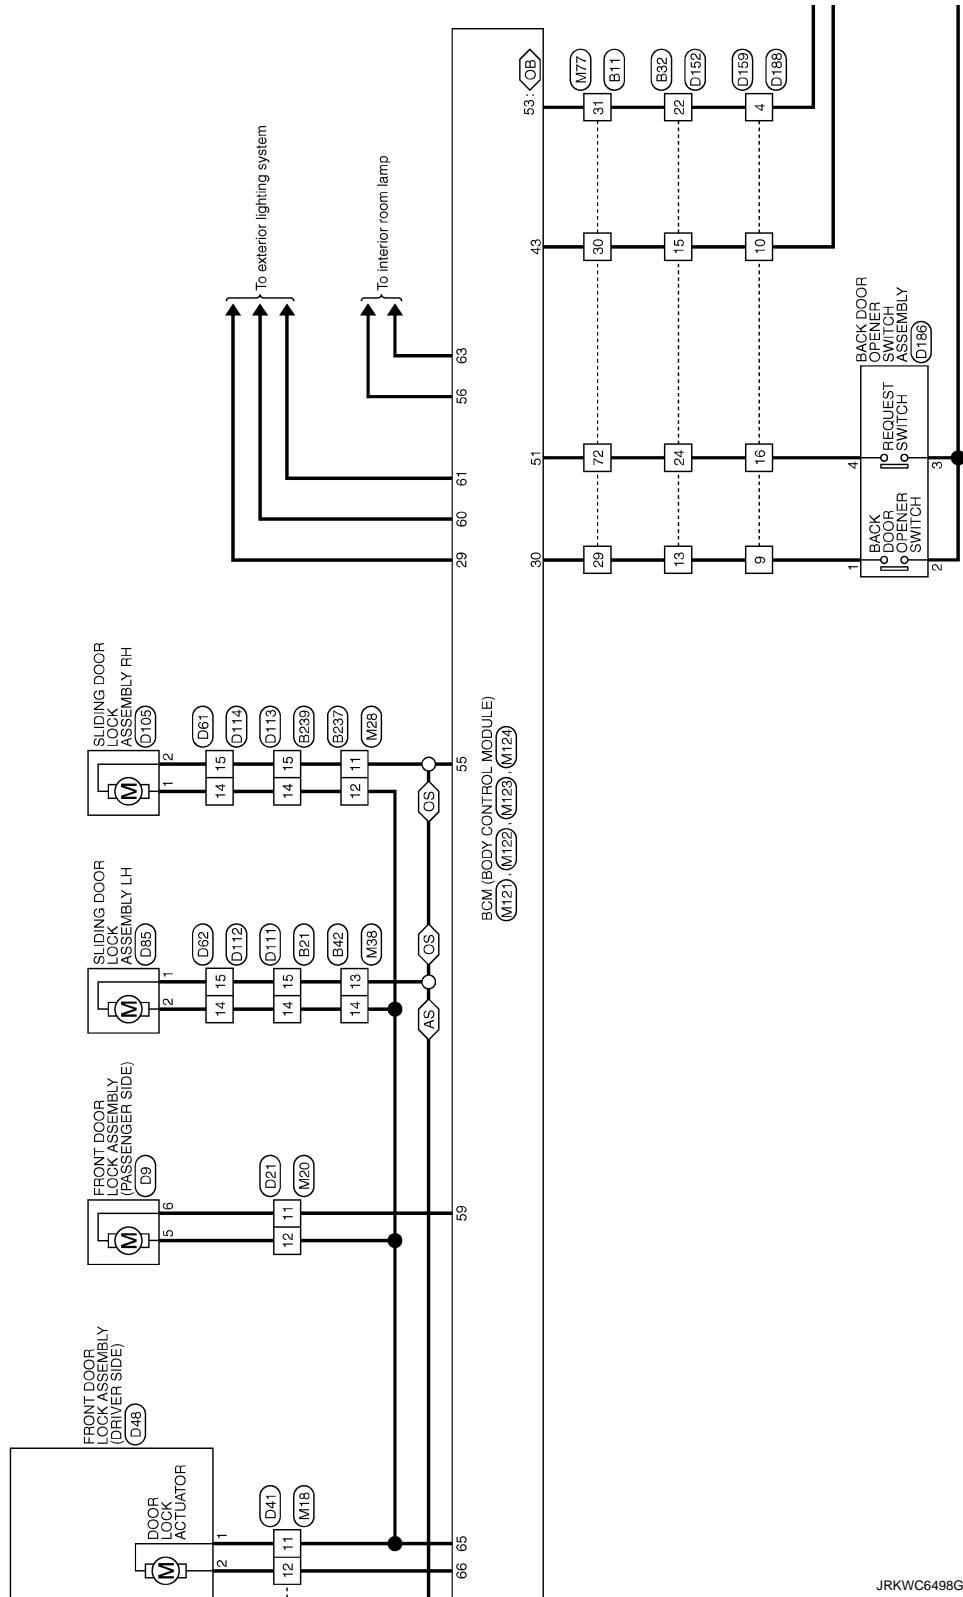 FRONT DOOR
LOCK ASSEMBLY
(DRIVER SIDE)
D48
DOOR
LOCK
ACTUATOR
M
2
1
D41
M18
12
11
66
65
FRONT DOOR
LOCK ASSEMBLY
(PASSENGER SIDE)
D9
M
5
6
D21
M20
12
11
59
SLIDING DOOR
LOCK
ASSEMBLY LH
D85
M
2
1
D62
D112
D111
B21
B42
M38
14
15
14
15
14
13
AS
OS
SLIDING DOOR
LOCK
ASSEMBLY RH
D105
M
1
2
D61
D114
D113
B239
B237
M28
14
15
14
15
12
11
OS
55
To exterior lighting system
To interior room lamp
29
60
61
56
63
BCM (BODY CONTROL MODULE)
M121 , M122 , M123 , M124
30
51
43
53 : OB
M77
B11
B32
D152
D159
D188
29
72
30
31
13
24
15
22
9
16
10
4
BACK DOOR
OPENER
SWITCH
ASSEMBLY
D186
1
4
BACK
DOOR
OPENER
SWITCH
REQUEST
SWITCH
2
3
JRKWC6498G